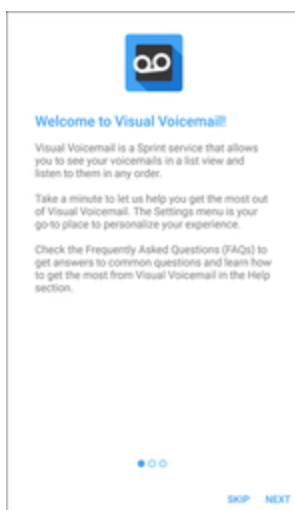 Welcome to Visual Voicemail!
Visual Voicemail is a Sprint service that allows
you to see your voicemails in a list view and
listen to them in any order.
Take a minute to let us help you get the most out
of Visual Voicemail. The Settings menu is your
go-to place to personalize your experience.
Check the Frequently Asked Questions (FAQs) to
get answers to common questions and learn how
to get the most from Visual Voicemail in the Help
section.
SKIP NEXT